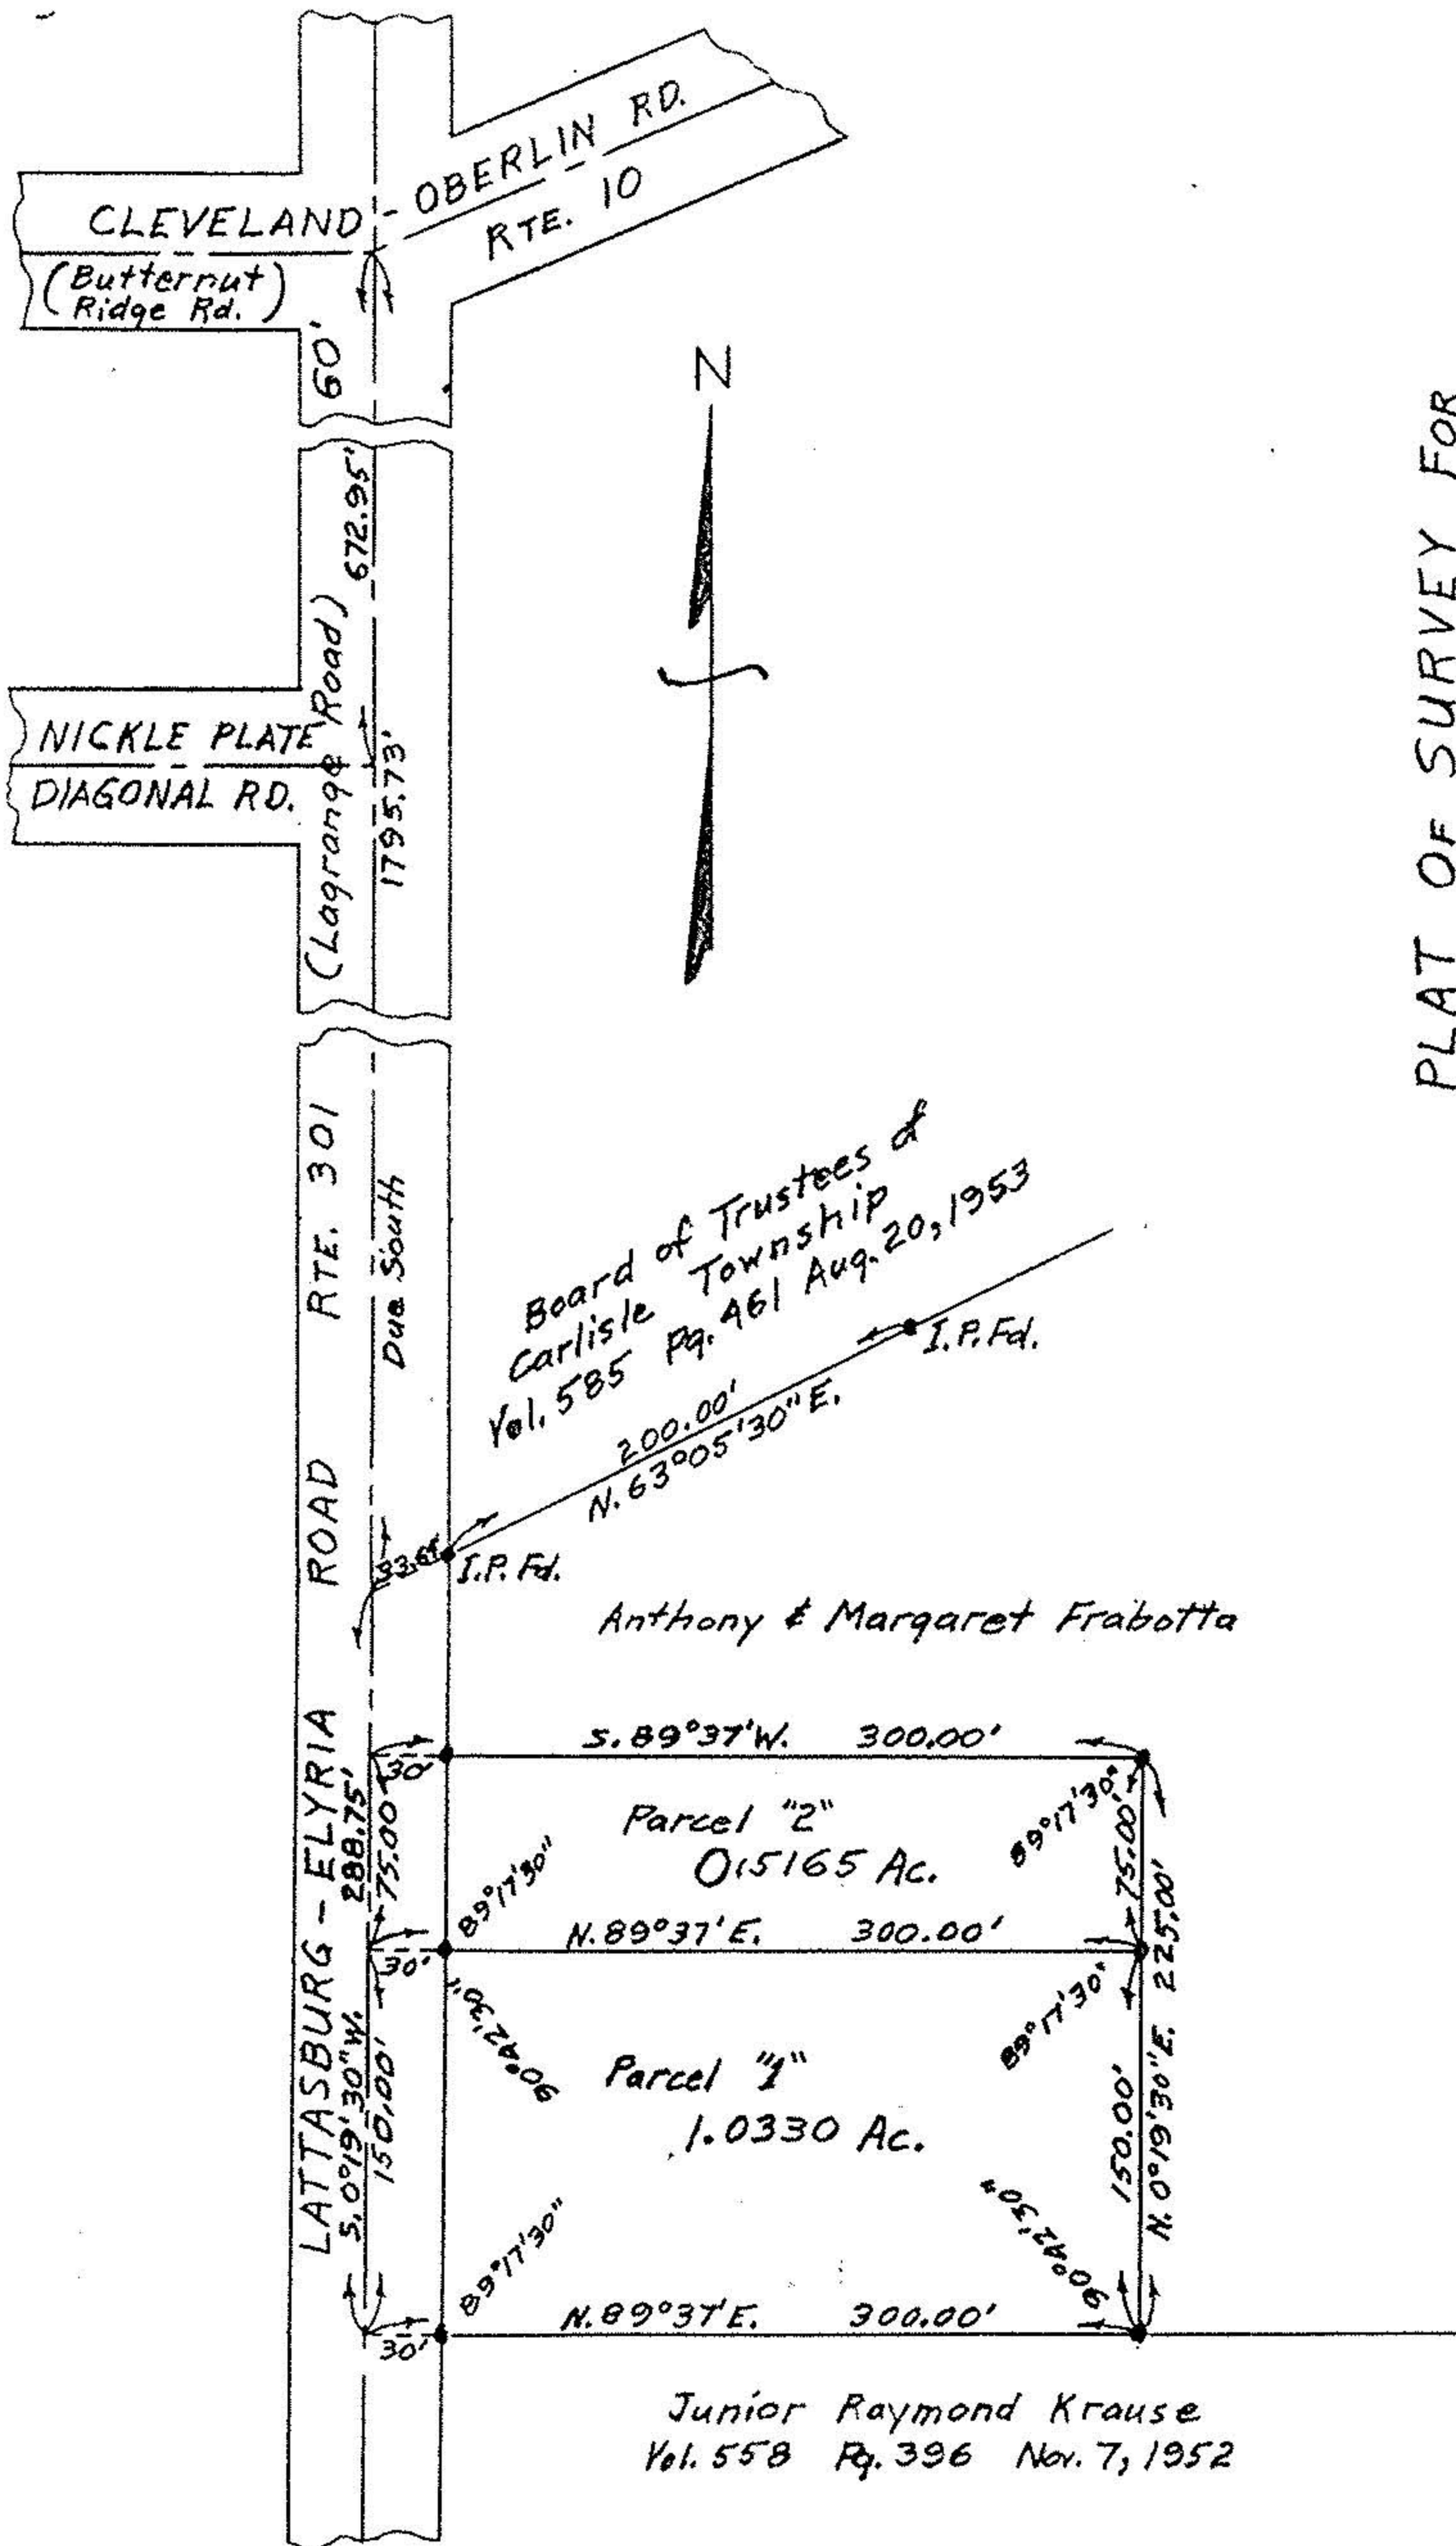 CLEVELAND - OBERLIN RD.
RTE. 10
(Butternut
Ridge Rd.)
60'
N
672.95'
(Lagrange Road)
NICKLE PLATE
DIAGONAL RD.
1795.73'
PLAT OF SURVEY FOR
RTE. 301
Due South
Board of Trustees of
Carlisle Township
Vol. 585 Pg. 461 Aug. 20, 1953
I.P. Fd.
200.00'
N. 63°05'30" E.
ROAD
I.P. Fd.
Anthony & Margaret Frabotta
LATTASBURG - ELYRIA
288.75'
S. 0°19'30" W.
S. 89°37' W. 300.00'
30'
75.00'
Parcel "2"
0.5165 Ac.
89°17'30"
75.00'
89°17'30"
N. 89°37' E. 300.00'
30'
225.00'
N. 0°19'30" E.
90°42'30"
89°17'30"
150.00'
Parcel "1"
1.0330 Ac.
150.00'
89°17'30"
90°42'30"
N. 89°37' E. 300.00'
30'
Junior Raymond Krause
Vol. 558 Pg. 396 Nov. 7, 1952